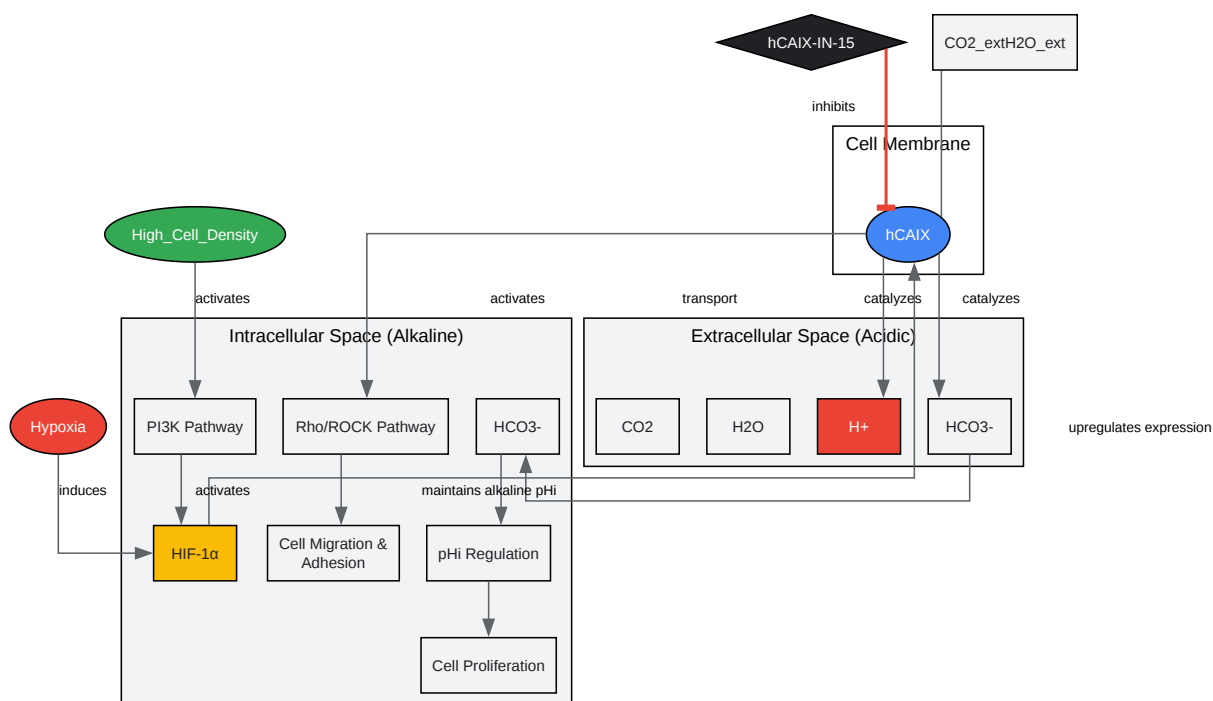 hCAIX-IN-15
CO2_extH2O_ext
inhibits
Cell Membrane
High_Cell_Density
hCAIX
activates
activates
transport
catalyzes
catalyzes
Intracellular Space (Alkaline)
Extracellular Space (Acidic)
Hypoxia
PI3K Pathway
Rho/ROCK Pathway
HCO3-
CO2
H2O
H+
HCO3-
upregulates expression
induces
activates
maintains alkaline pHi
HIF-1α
Cell Migration &
Adhesion
pHi Regulation
Cell Proliferation